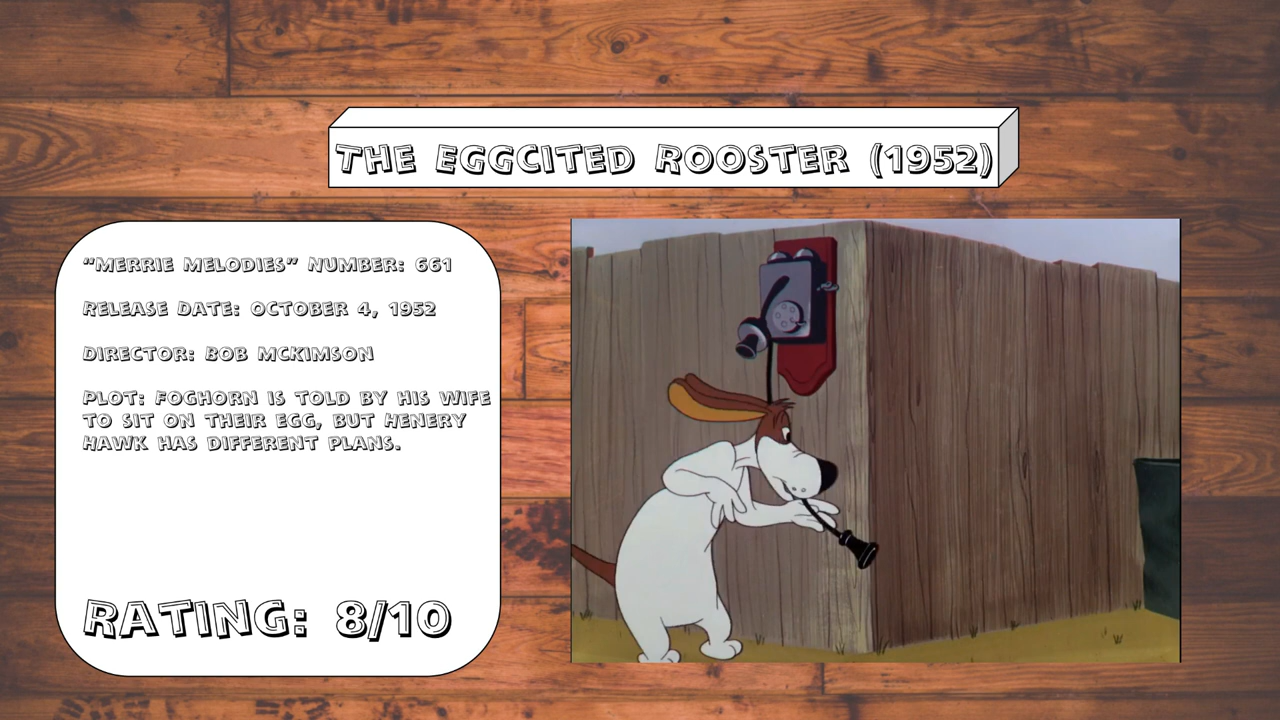 THE EGGCITED ROOSTER (1952)
"MERRIE MELODIES" NUMBER: 661
RELEASE DATE: OCTOBER 4, 1952
DIRECTOR: BOB MCKIMSON
PLOT: FOGHORN IS TOLD BY HIS WIFE
TO SIT ON THEIR EGG, BUT HENERY
HAWK HAS DIFFERENT PLANS.
RATING: 8/10